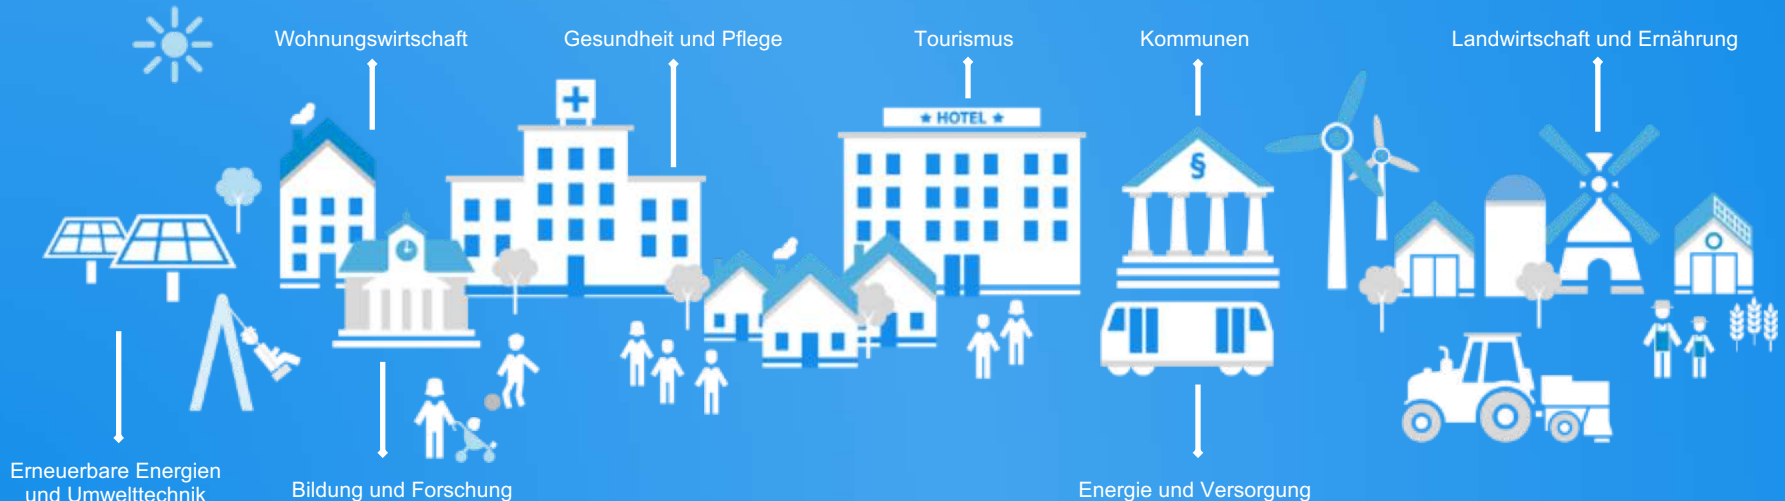 Wohnungswirtschaft
Gesundheit und Pflege
Tourismus
Kommunen
Landwirtschaft und Ernährung
★ HOTEL ★
§
Erneuerbare Energien
und Umwelttechnik
Bildung und Forschung
Energie und Versorgung